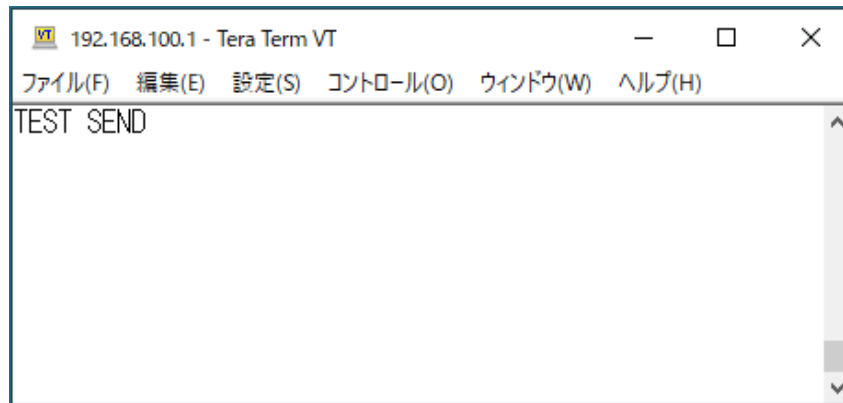 192.168.100.1 - Tera Term VT
ファイル(F) 編集(E) 設定(S) コントロール(O) ウィンドウ(W) ヘルプ(H)
TEST SEND